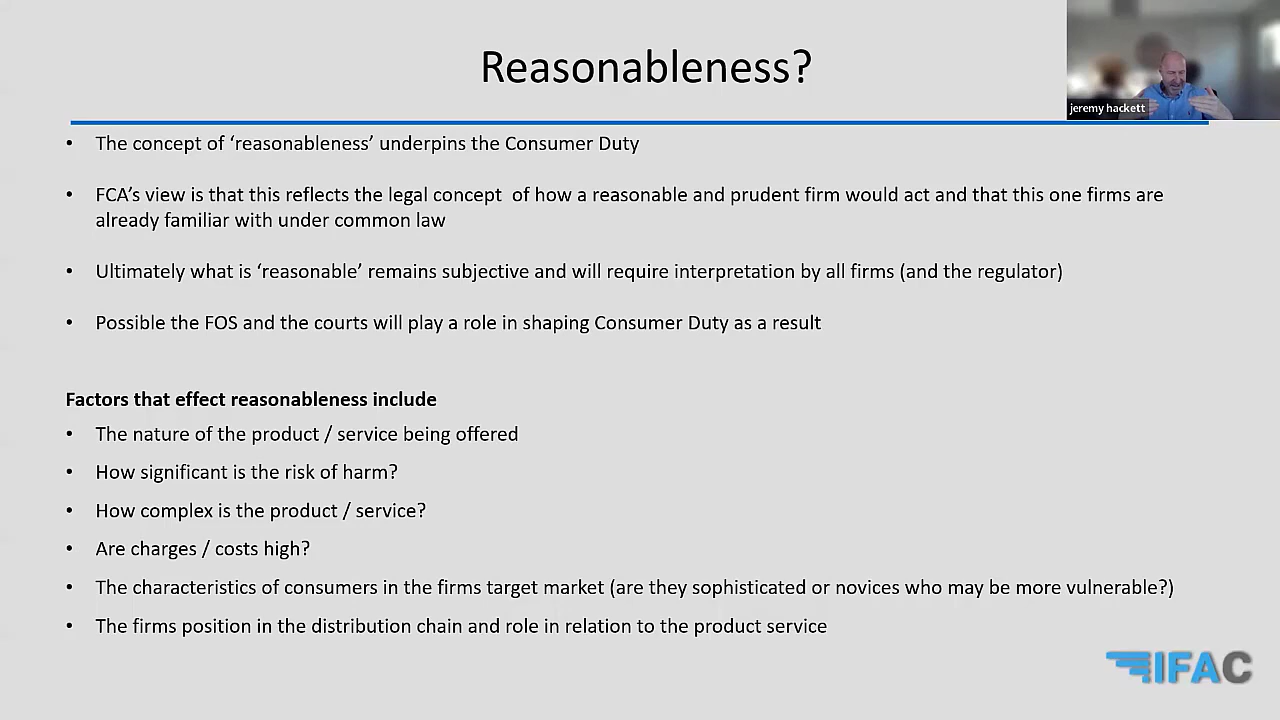 Reasonableness?
jeremy hackett
• The concept of ‘reasonableness’ underpins the Consumer Duty
• FCA’s view is that this reflects the legal concept  of how a reasonable and prudent firm would act and that this one firms are
already familiar with under common law
• Ultimately what is ‘reasonable’ remains subjective and will require interpretation by all firms (and the regulator)
• Possible the FOS and the courts will play a role in shaping Consumer Duty as a result
Factors that effect reasonableness include
• The nature of the product / service being offered
• How significant is the risk of harm?
• How complex is the product / service?
• Are charges / costs high?
• The characteristics of consumers in the firms target market (are they sophisticated or novices who may be more vulnerable?)
• The firms position in the distribution chain and role in relation to the product service
IFAC